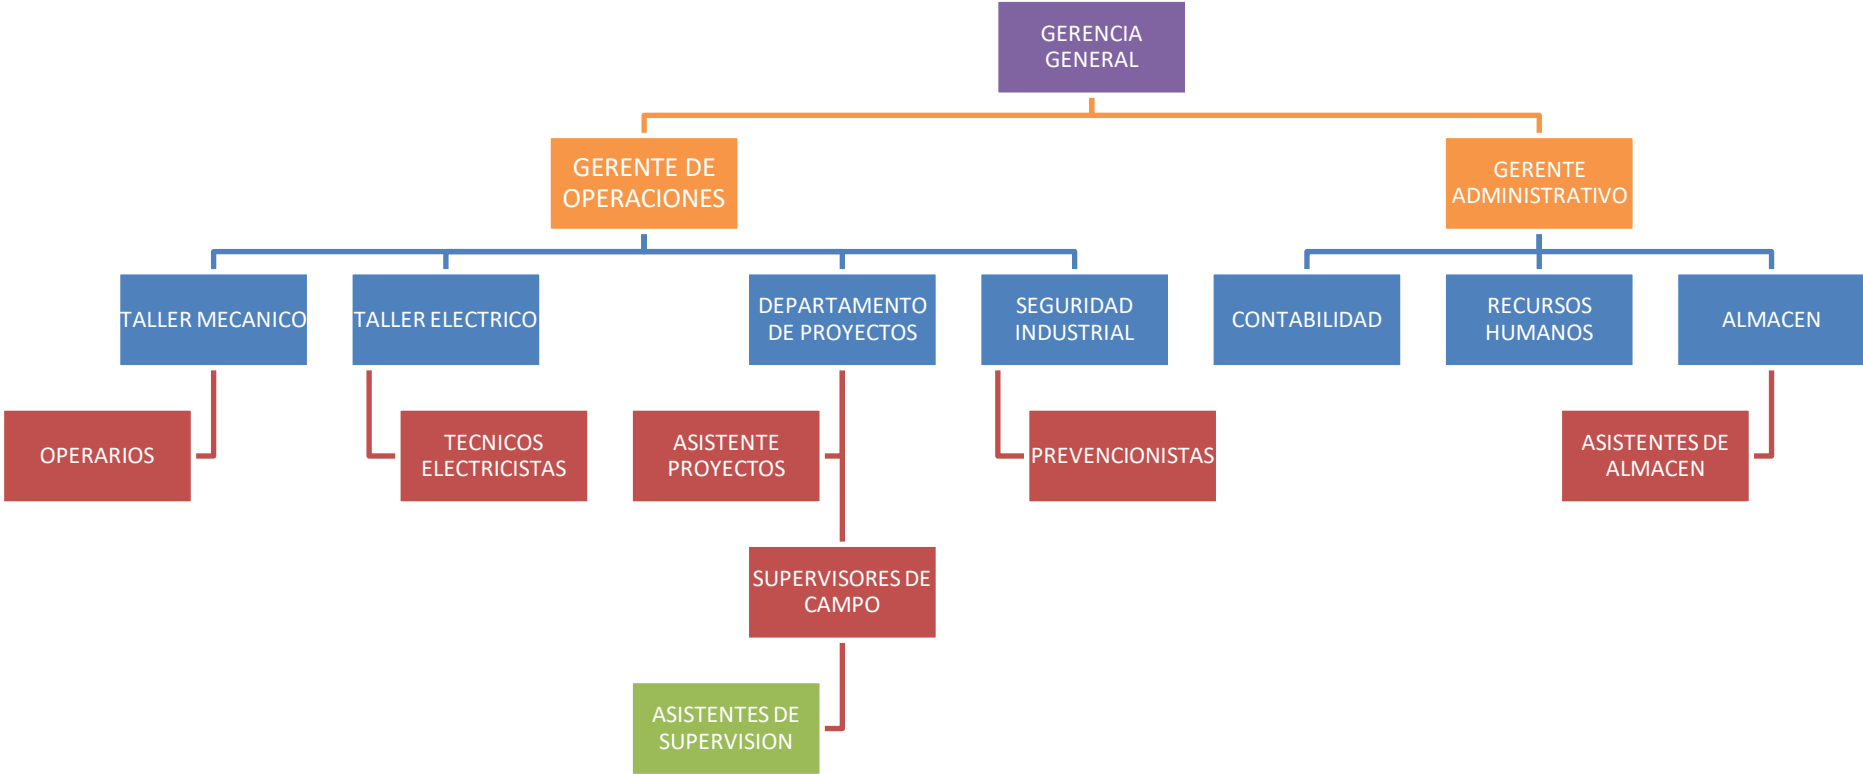 GERENCIA
GENERAL
GERENTE DE
OPERACIONES
GERENTE
ADMINISTRATIVO
TALLER MECANICO
TALLER ELECTRICO
DEPARTAMENTO
DE PROYECTOS
SEGURIDAD
INDUSTRIAL
CONTABILIDAD
RECURSOS
HUMANOS
ALMACEN
OPERARIOS
TECNICOS
ELECTRICISTAS
ASISTENTE
PROYECTOS
PREVENCIONISTAS
ASISTENTES DE
ALMACEN
SUPERVISORES DE
CAMPO
ASISTENTES DE
SUPERVISION